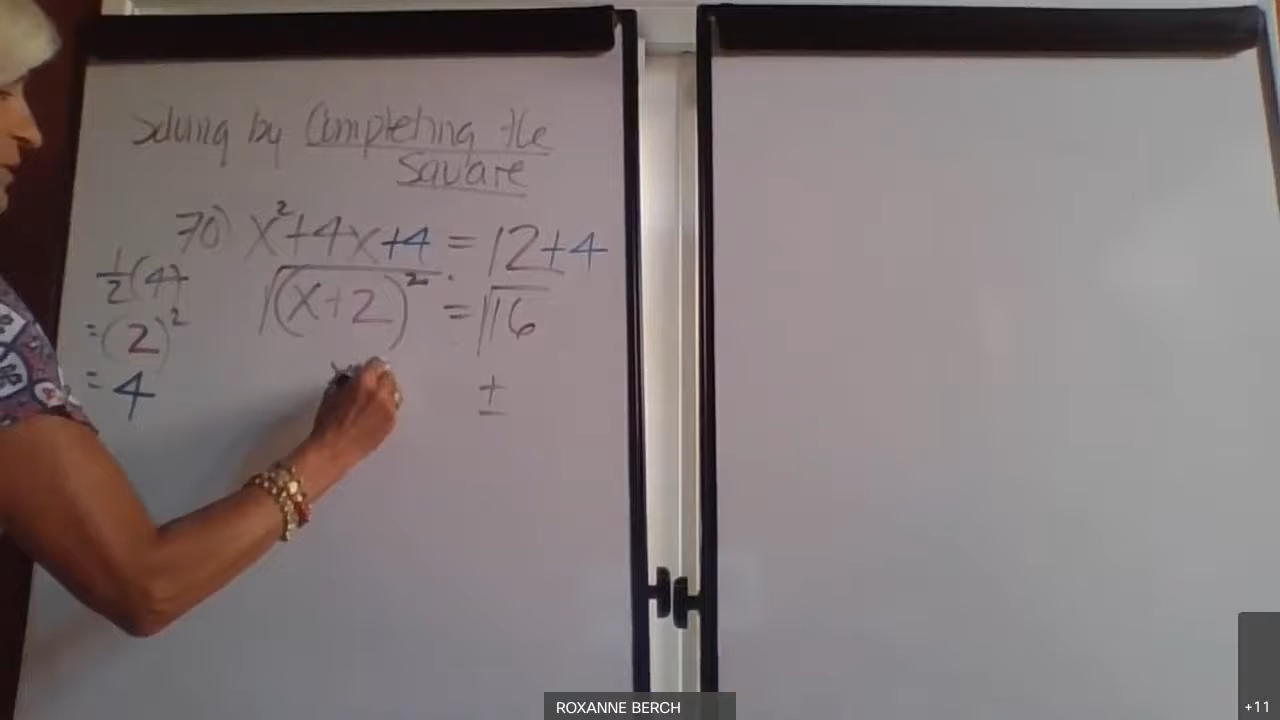 Solving by Completing the
Square
70) x²+4x+4 = 12+4
½(4)
√(x+2)² = √16
=(2)²
= 4
x
±
ROXANNE BERCH
+11